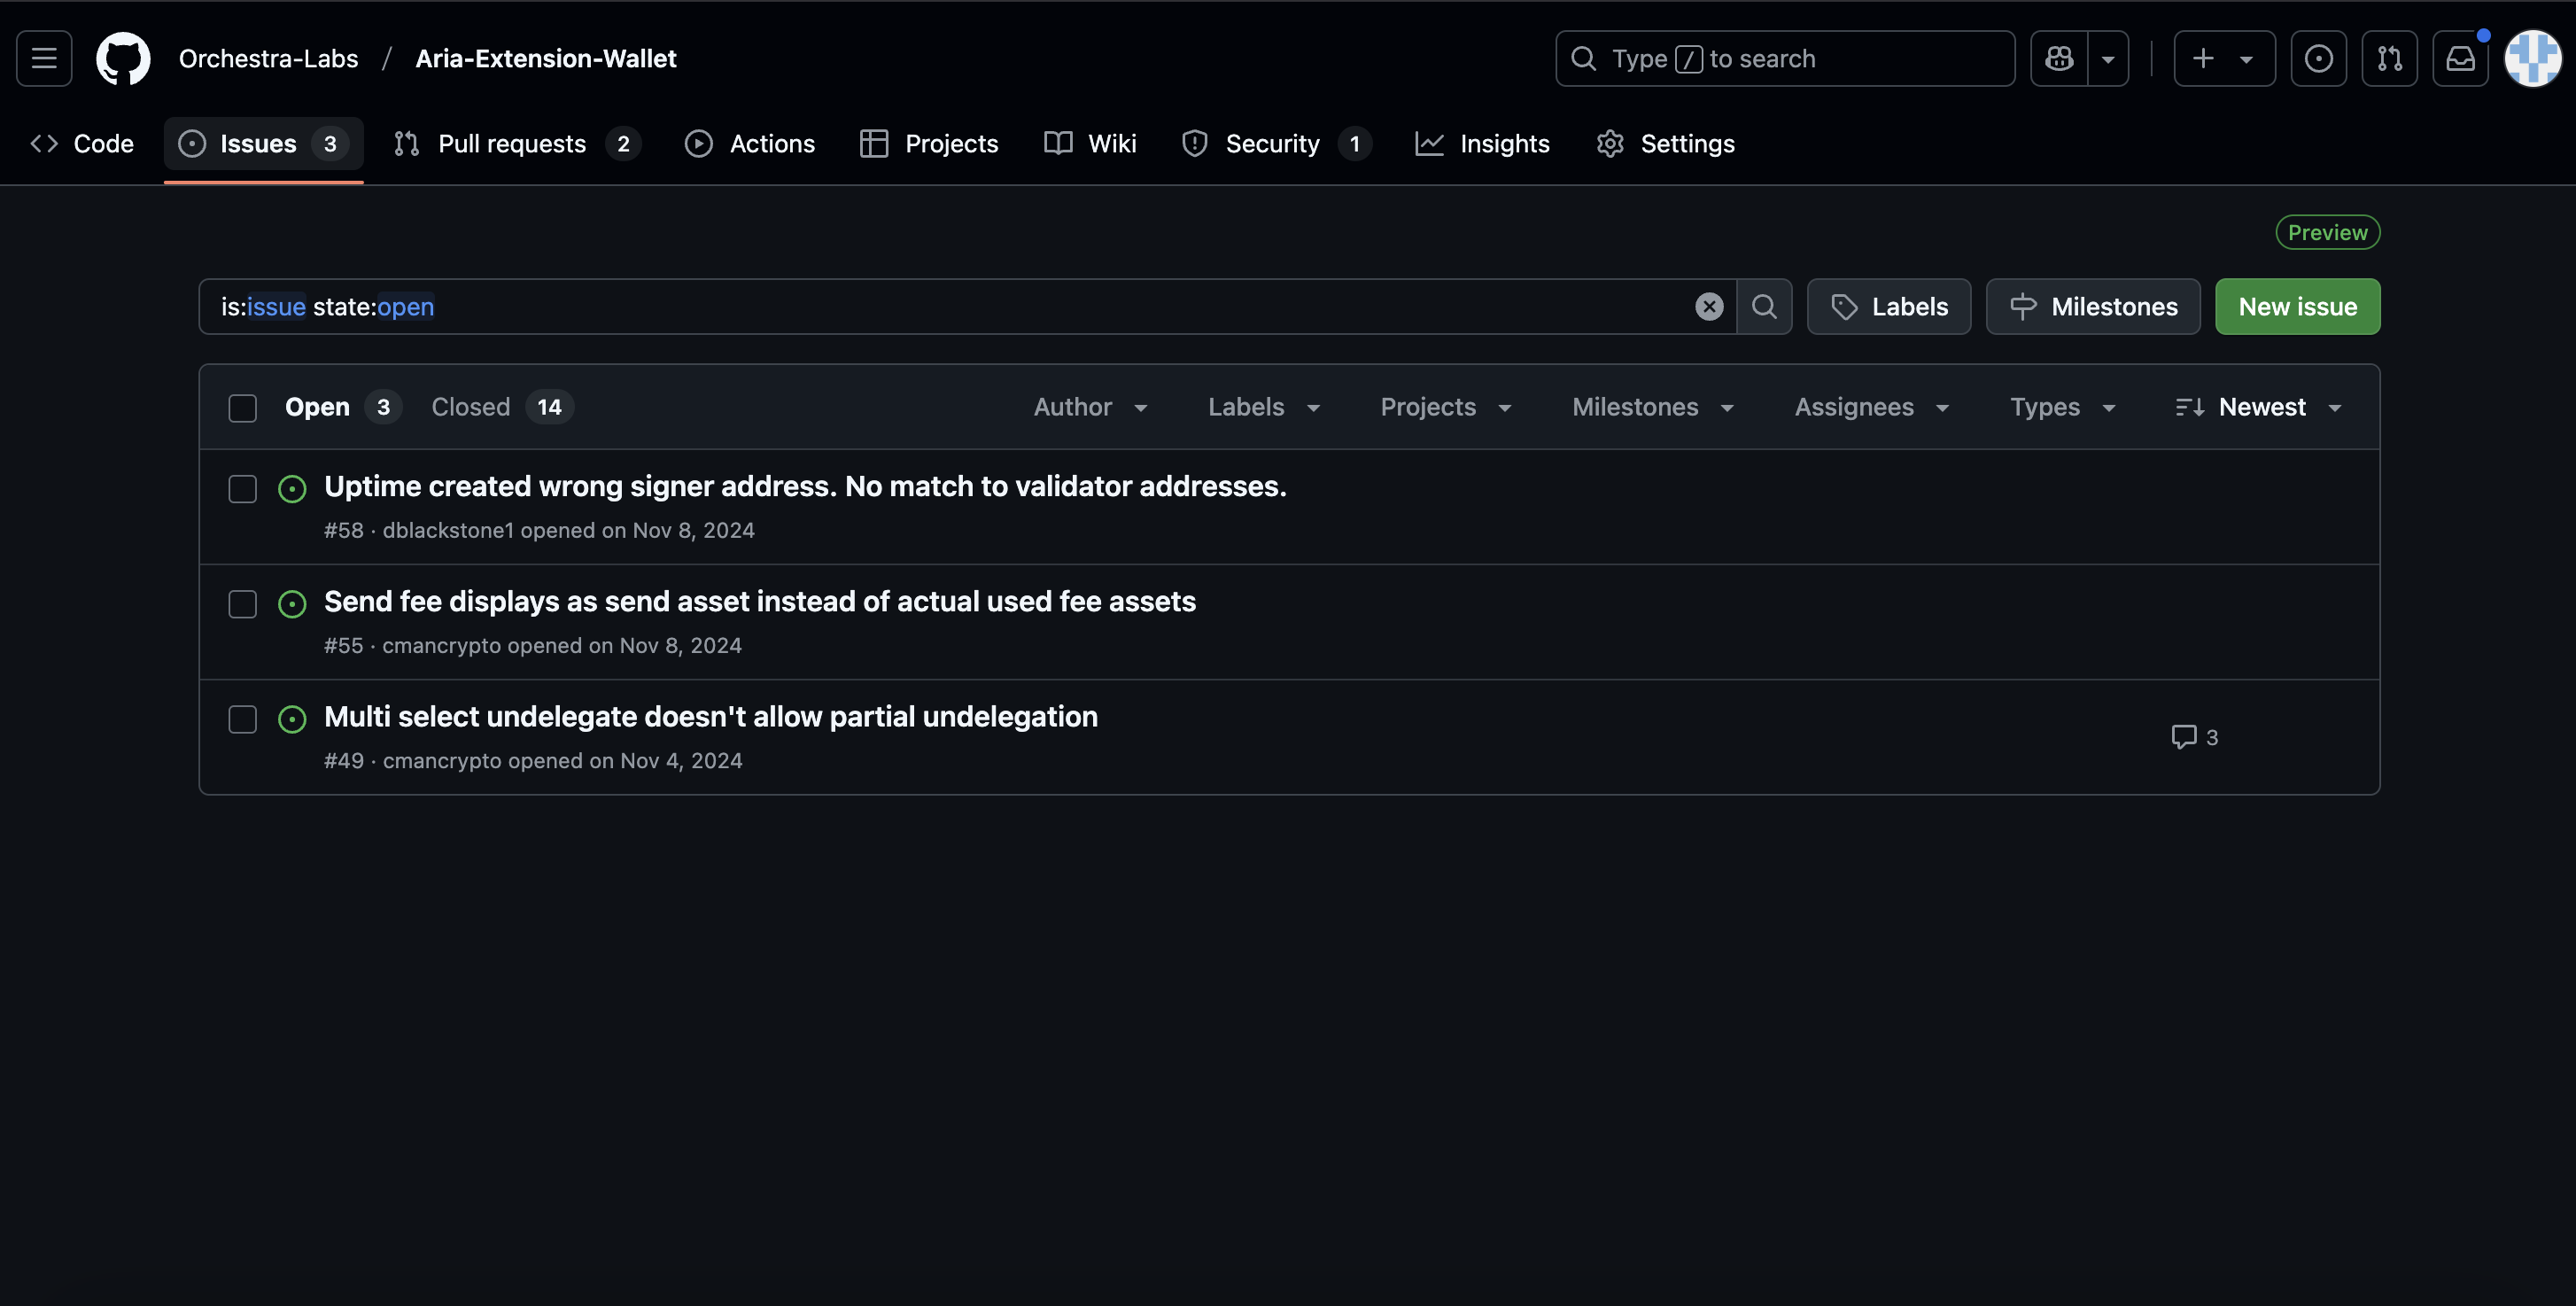 Orchestra-Labs / Aria-Extension-Wallet
Type / to search
Code
Issues 3
Pull requests 2
Actions
Projects
Wiki
Security 1
Insights
Settings
Preview
is:issue state:open
Labels
Milestones
New issue
Open 3 Closed 14
Author
Labels
Projects
Milestones
Assignees
Types
Newest
Uptime created wrong signer address. No match to validator addresses.
#58 · dblackstone1 opened on Nov 8, 2024
Send fee displays as send asset instead of actual used fee assets
#55 · cmancrypto opened on Nov 8, 2024
Multi select undelegate doesn't allow partial undelegation
3
#49 · cmancrypto opened on Nov 4, 2024